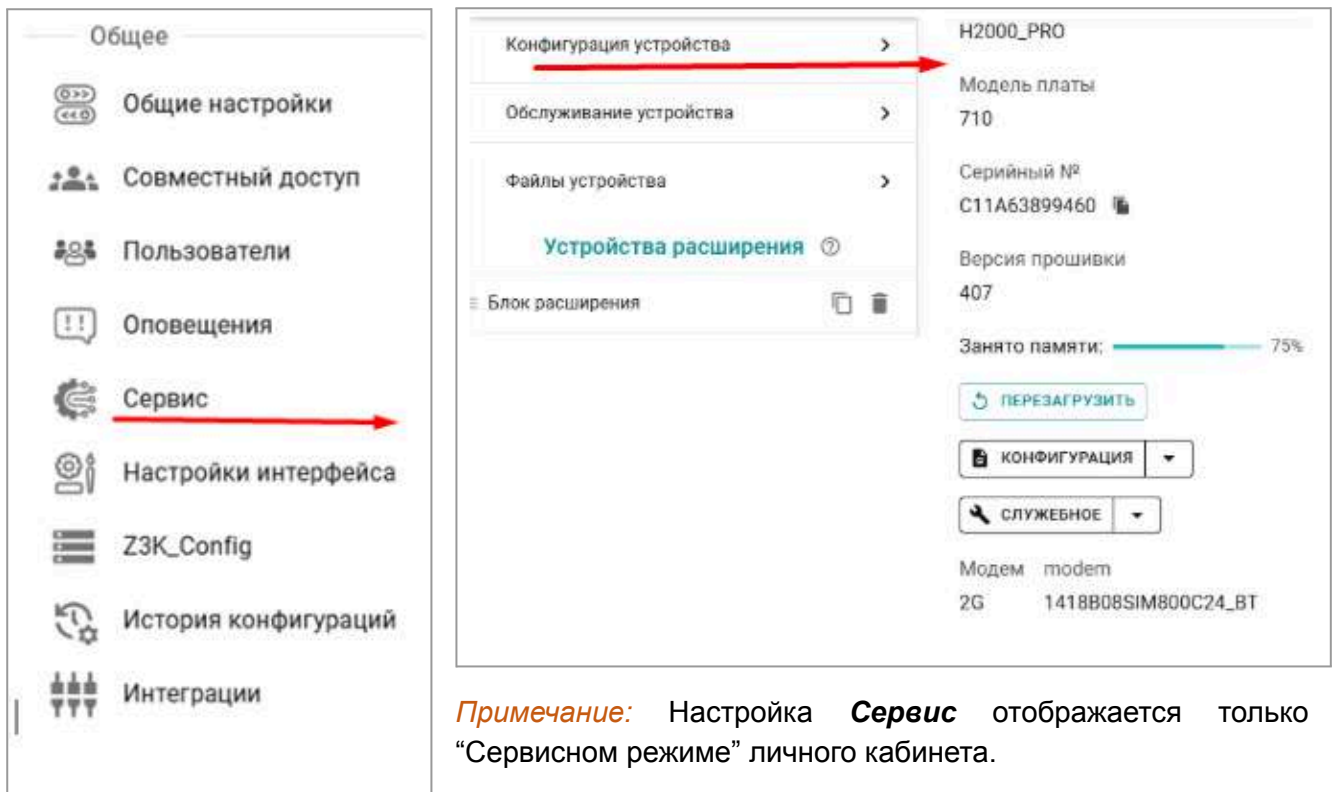 Общее
Общие настройки
Совместный доступ
Пользователи
Оповещения
Сервис
Настройки интерфейса
Z3K_Config
История конфигураций
Интеграции
Конфигурация устройства
Обслуживание устройства
Файлы устройства
Устройства расширения
Блок расширения
H2000_PRO
Модель платы
710
Серийный №
C11A63899460
Версия прошивки
407
Занято памяти: 75%
ПЕРЕЗАГРУЗИТЬ
КОНФИГУРАЦИЯ
СЛУЖЕБНОЕ
Модем modem
2G 1418B08SIM800C24_BT
Примечание: Настройка Сервис отображается только
“Сервисном режиме” личного кабинета.